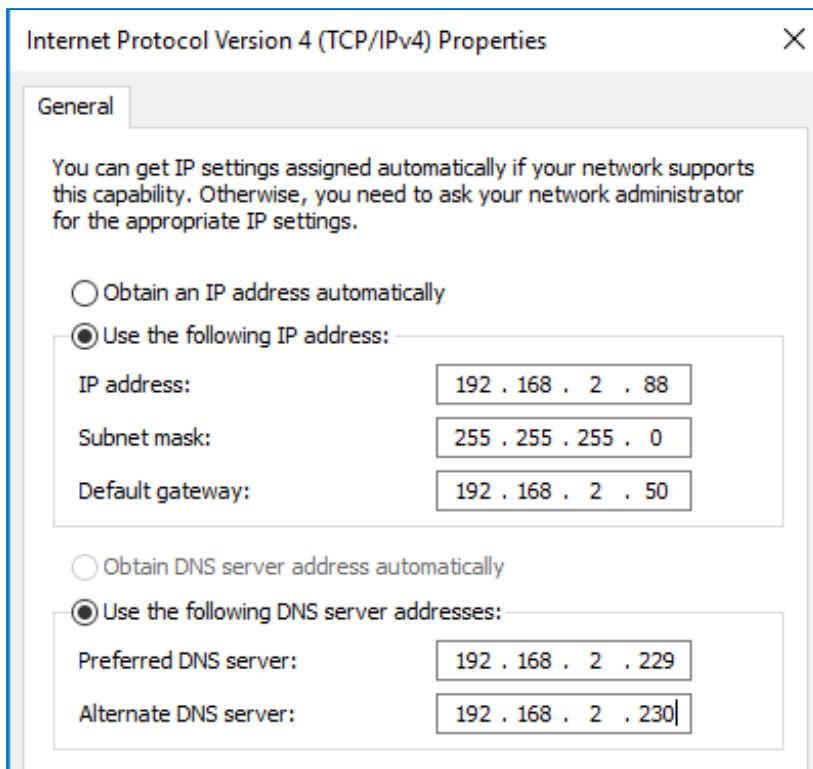 Internet Protocol Version 4 (TCP/IPv4) Properties
General
You can get IP settings assigned automatically if your network supports
this capability. Otherwise, you need to ask your network administrator
for the appropriate IP settings.
Obtain an IP address automatically
Use the following IP address:
IP address: 192 . 168 . 2 . 88
Subnet mask: 255 . 255 . 255 . 0
Default gateway: 192 . 168 . 2 . 50
Obtain DNS server address automatically
Use the following DNS server addresses:
Preferred DNS server: 192 . 168 . 2 . 229
Alternate DNS server: 192 . 168 . 2 . 230